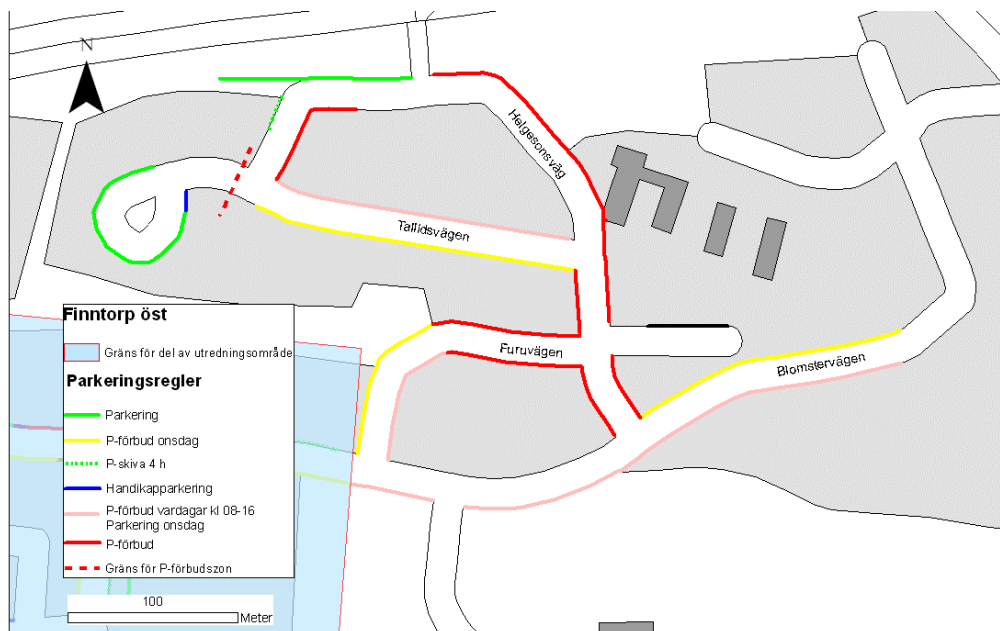 N
Helgesonsväg
Tallidsvägen
Furuvägen
Blomstervägen
Finntorp öst
Gräns för del av utredningsområde
Parkeringsregler
Parkering
P-förbud onsdag
P-skiva 4 h
Handikapparkering
P-förbud vardagar kl 08-16
Parkering onsdag
P-förbud
Gräns för P-förbudszon
100
Meter